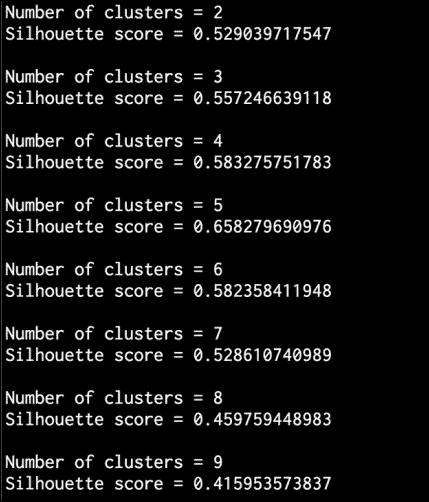 Number of clusters = 2
Silhouette score = 0.529039717547
Number of clusters = 3
Silhouette score = 0.557246639118
Number of clusters = 4
Silhouette score = 0.583275751783
Number of clusters = 5
Silhouette score = 0.658279690976
Number of clusters = 6
Silhouette score = 0.582358411948
Number of clusters = 7
Silhouette score = 0.528610740989
Number of clusters = 8
Silhouette score = 0.459759448983
Number of clusters = 9
Silhouette score = 0.415953573837